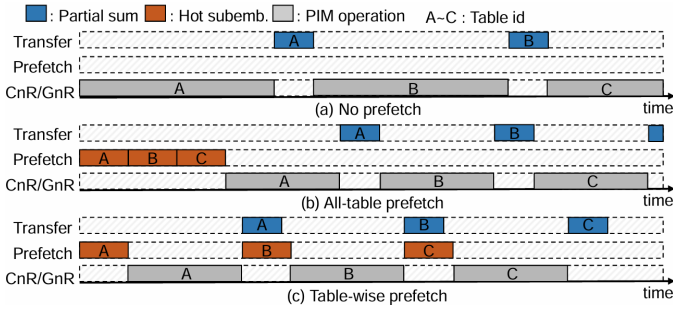 : Partial sum : Hot subemb. : PIM operation A~C : Table id
Transfer A B
Prefetch
CnR/GnR A B C
(a) No prefetch time
Transfer A B
Prefetch A B C
CnR/GnR A B C
(b) All-table prefetch time
Transfer A B C
Prefetch A B C
CnR/GnR A B C
(c) Table-wise prefetch time